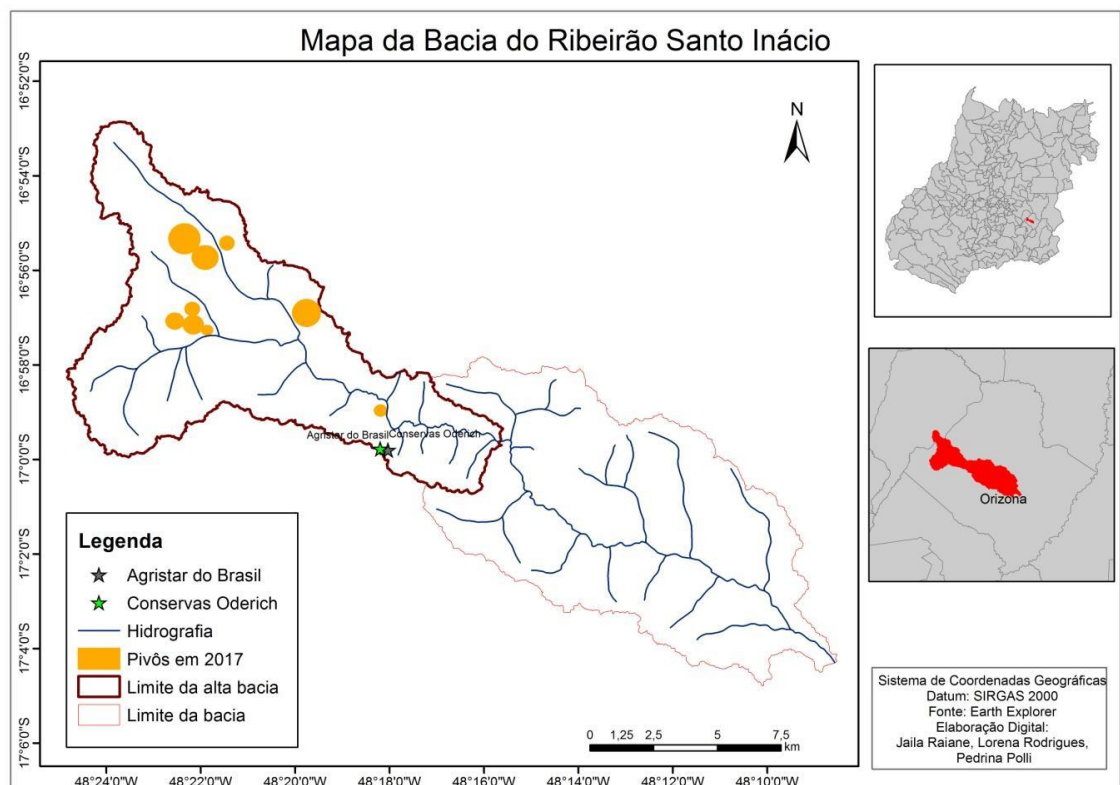 Mapa da Bacia do Ribeirão Santo Inácio
16°52'0"S
16°54'0"S
16°56'0"S
16°58'0"S
17°0'0"S
17°2'0"S
17°4'0"S
17°6'0"S
N
Agristar do Brasil
Conservas Oderich
Legenda
Agristar do Brasil
Conservas Oderich
Hidrografia
Pivôs em 2017
Limite da alta bacia
Limite da bacia
0 1,25 2,5 5 7,5
km
48°24'0"W 48°22'0"W 48°20'0"W 48°18'0"W 48°16'0"W 48°14'0"W 48°12'0"W 48°10'0"W
Orizona
Sistema de Coordenadas Geográficas
Datum: SIRGAS 2000
Fonte: Earth Explorer
Elaboração Digital:
Jaila Raiane, Lorena Rodrigues,
Pedrina Polli